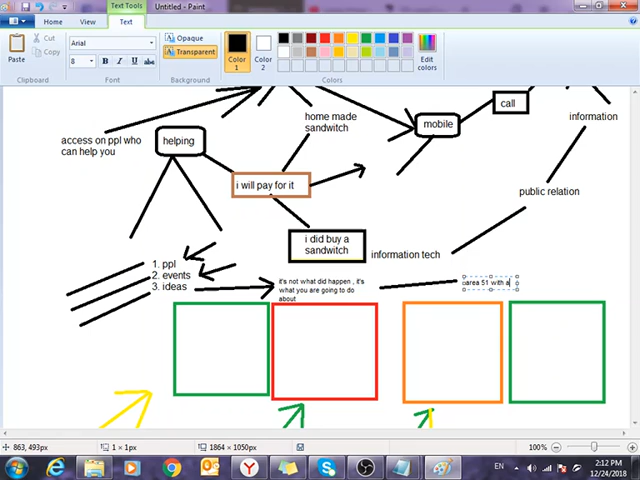 Text Tools
Untitled - Paint
Home
View
Text
Paste
Cut
Copy
Clipboard
Arial
8
B
I
U
Font
Opaque
Transparent
Background
Color 1
Color 2
Edit colors
Colors
call
home made
sandwitch
mobile
information
access on ppl who
can help you
helping
i will pay for it
public relation
i did buy a
sandwitch
information tech
1. ppl
2. events
3. ideas
it's not what did happen , it's
what you are going to do
about
area 51 with a
863, 493px
1 × 1px
1864 × 1050px
100%
EN
2:12 PM
12/24/2018